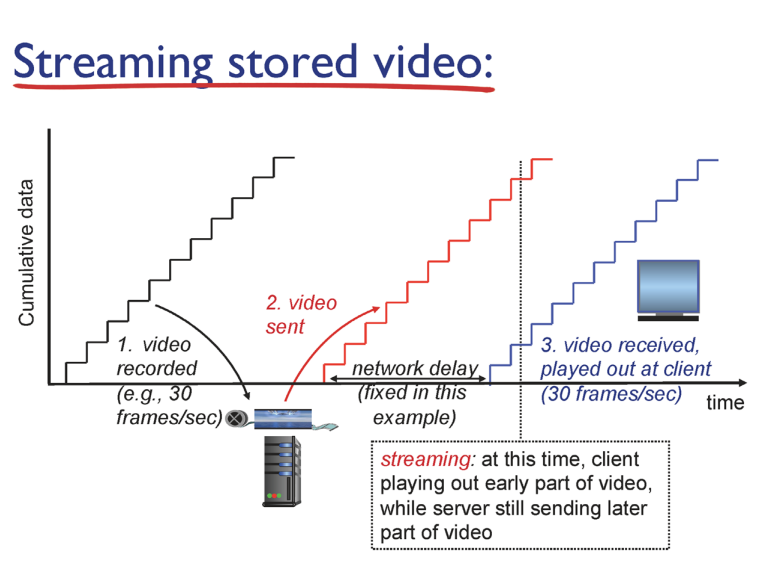 Streaming stored video:
Cumulative data
1. video
recorded
(e.g., 30
frames/sec)
2. video
sent
network delay
(fixed in this
example)
3. video received,
played out at client
(30 frames/sec)
time
streaming: at this time, client
playing out early part of video,
while server still sending later
part of video